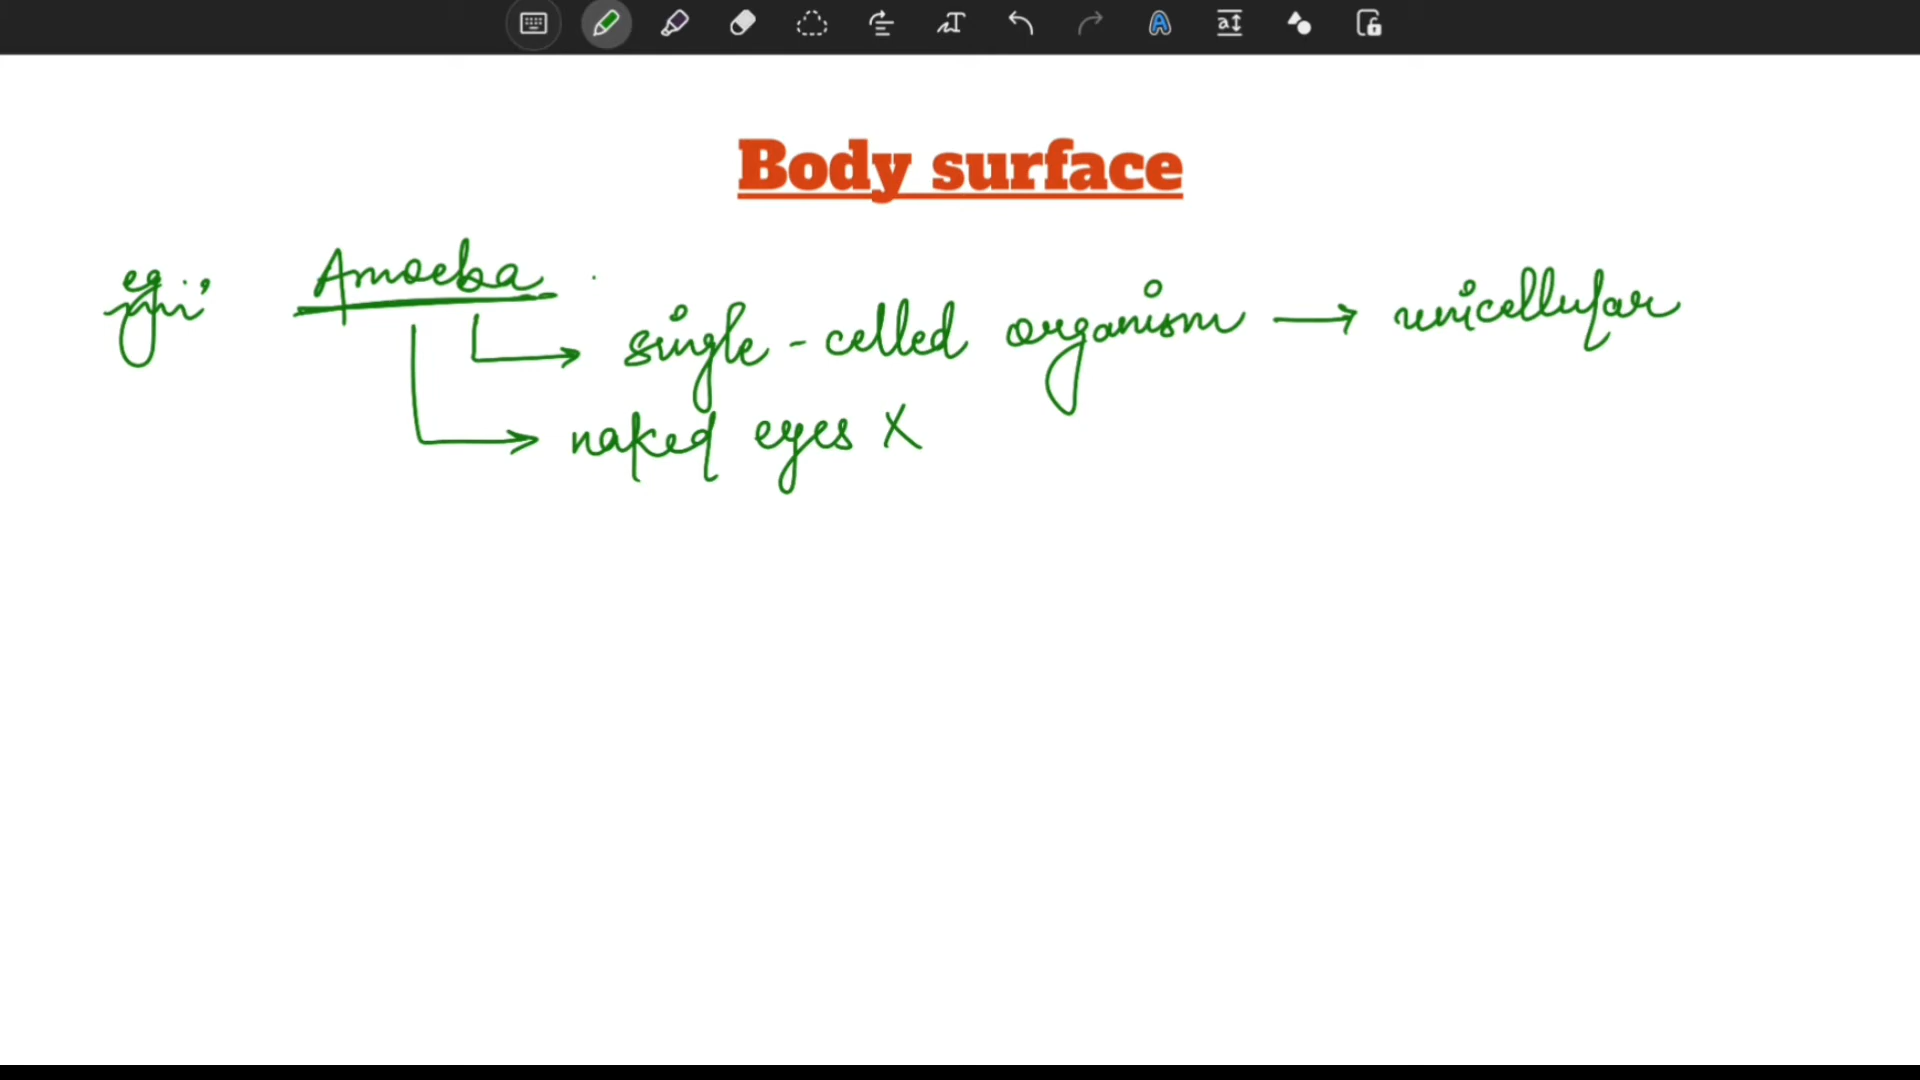 Body surface
eg:, Amoeba
single - celled organism → unicellular
naked eyes X